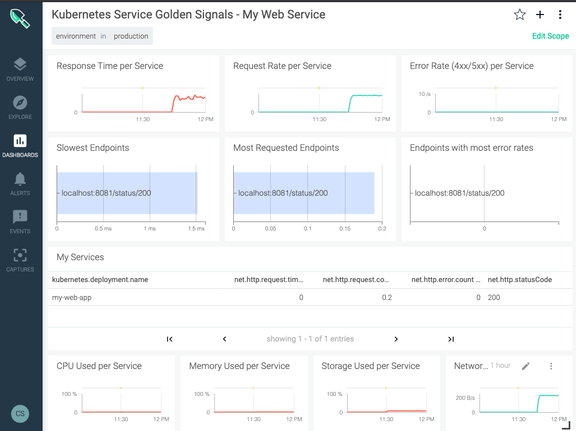 Kubernetes Service Golden Signals - My Web Service
environment in production
Edit Scope
OVERVIEW
EXPLORE
DASHBOARDS
ALERTS
EVENTS
CAPTURES
CS
Response Time per Service
0
11:30 12 PM
Request Rate per Service
0
11:30 12 PM
Error Rate (4xx/5xx) per Service
10 /s
0
11:30 12 PM
Slowest Endpoints
localhost:8081/status/200
0 0.5 ms 1 ms 1.5 ms
Most Requested Endpoints
localhost:8081/status/200
0 0.05 0.1 0.15 0.2
Endpoints with most error rates
localhost:8081/status/200
0
My Services
kubernetes.deployment.name net.http.request.tim... net.http.request.co... net.http.error.count ... net.http.statusCode
my-web-app 0 0.2 0 200
showing 1 - 1 of 1 entries
CPU Used per Service
100 %
0
11:30 12 PM
Memory Used per Service
100 %
0
11:30 12 PM
Storage Used per Service
100 %
0
11:30 12 PM
Networ... 1 hour
200 B/s
0
11:30 12 PM